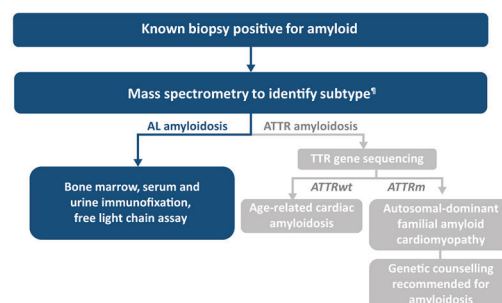 Known biopsy positive for amyloid
Mass spectrometry to identify subtype¶
AL amyloidosis
ATTR amyloidosis
TTR gene sequencing
ATTRwt
ATTRm
Bone marrow, serum and
urine immunofixation,
free light chain assay
Age-related cardiac
amyloidosis
Autosomal-dominant
familial amyloid
cardiomyopathy
Genetic counselling
recommended for
amyloidosis